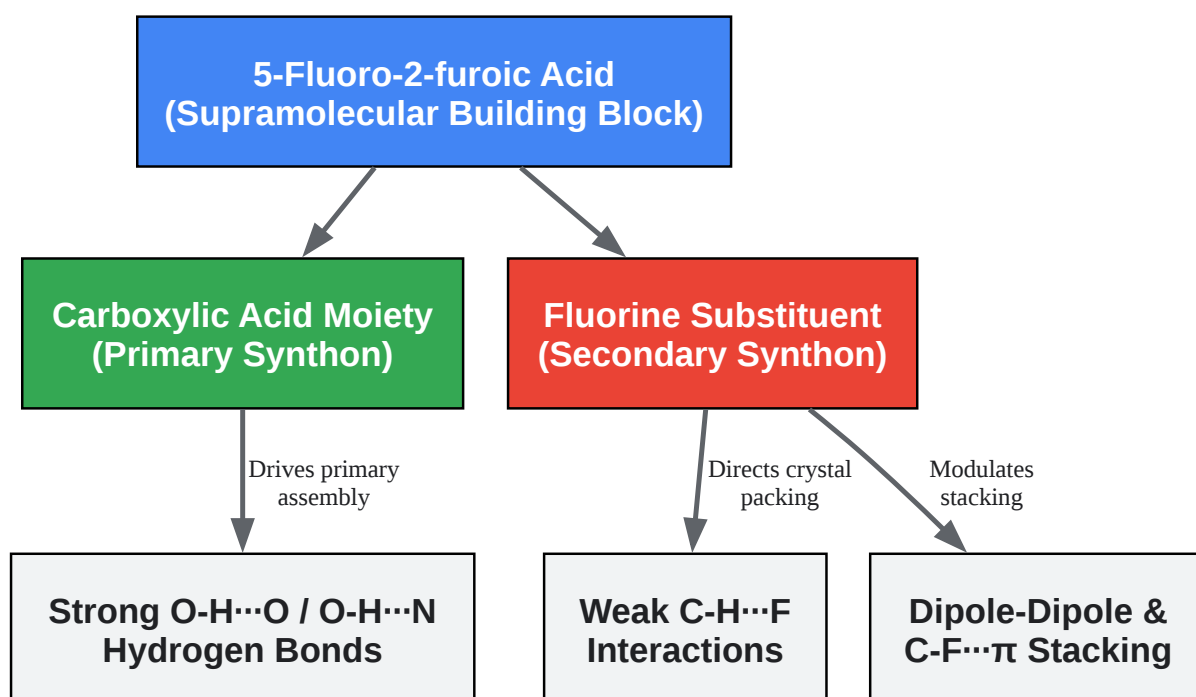 5-Fluoro-2-furoic Acid
(Supramolecular Building Block)
Carboxylic Acid Moiety
(Primary Synthon)
Fluorine Substituent
(Secondary Synthon)
Drives primary
assembly
Directs crystal
packing
Modulates
stacking
Strong O-H···O / O-H···N
Hydrogen Bonds
Weak C-H···F
Interactions
Dipole-Dipole &
C-F···π Stacking